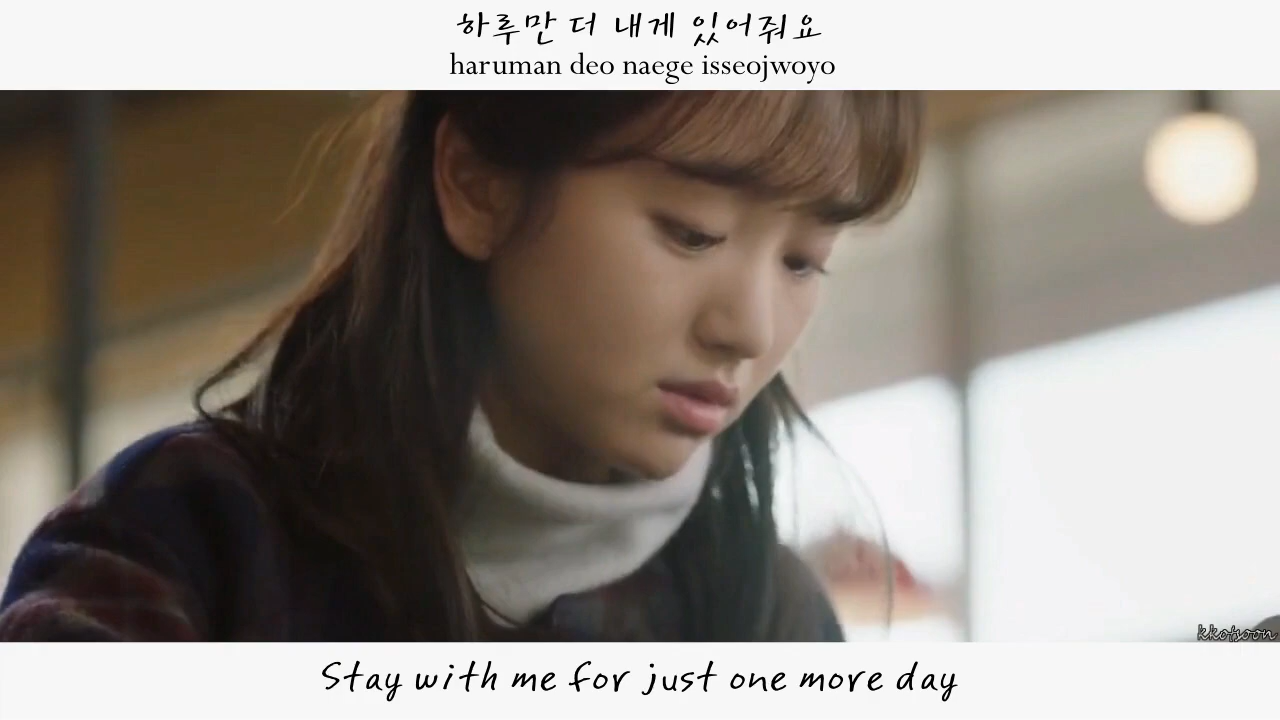 하루만 더 내게 있어줘요
haruman deo naege isseojwoyo
kkotsoon
Stay with me for just one more day